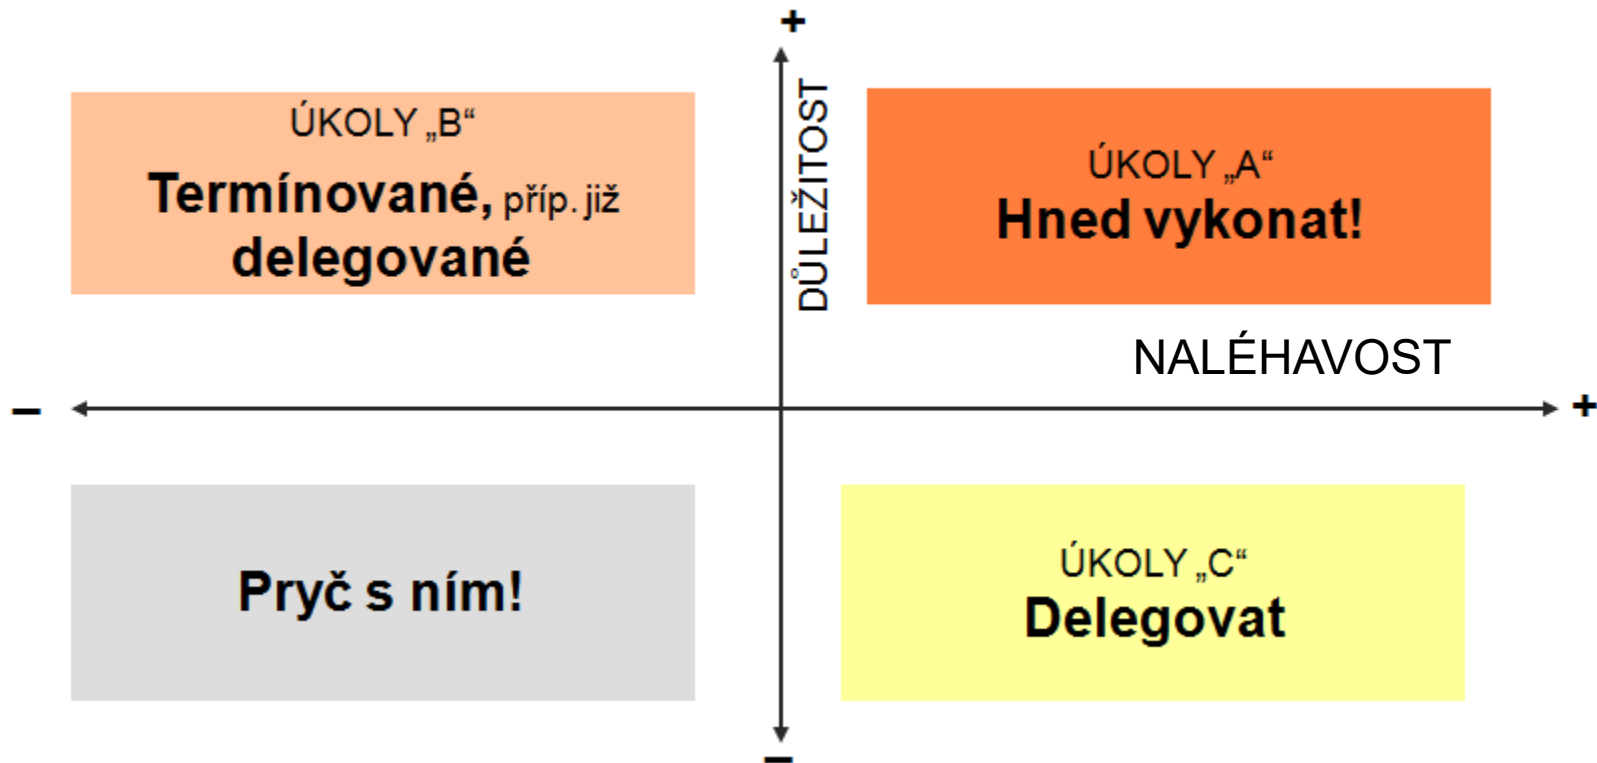 +
ÚKOLY „B“
Termínované, příp. již
delegované
DŮLEŽITOST
ÚKOLY „A“
Hned vykonat!
NALÉHAVOST
–
+
Pryč s ním!
ÚKOLY „C“
Delegovat
–